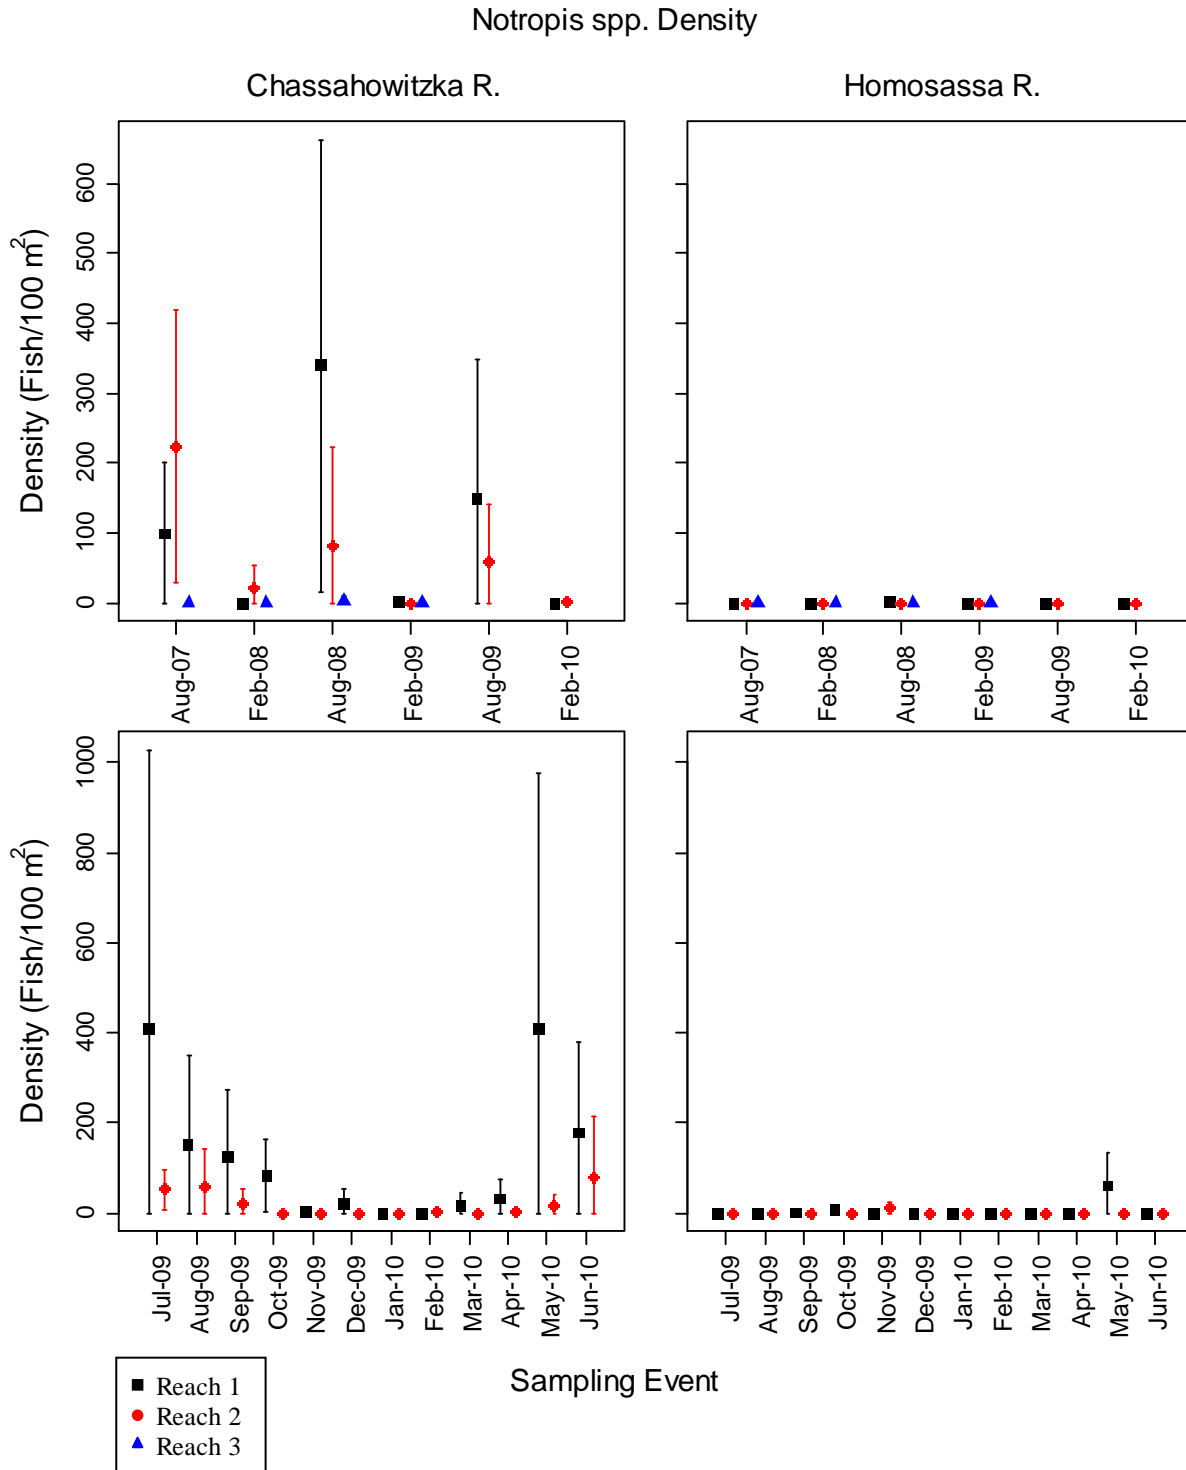 Notropis spp. Density
Chassahowitzka R.
Homosassa R.
Density (Fish/100 m²)
600
500
400
300
200
100
0
Aug-07
Feb-08
Aug-08
Feb-09
Aug-09
Feb-10
Aug-07
Feb-08
Aug-08
Feb-09
Aug-09
Feb-10
Density (Fish/100 m²)
1000
800
600
400
200
0
Jul-09
Aug-09
Sep-09
Oct-09
Nov-09
Dec-09
Jan-10
Feb-10
Mar-10
Apr-10
May-10
Jun-10
Jul-09
Aug-09
Sep-09
Oct-09
Nov-09
Dec-09
Jan-10
Feb-10
Mar-10
Apr-10
May-10
Jun-10
Sampling Event
Reach 1
Reach 2
Reach 3